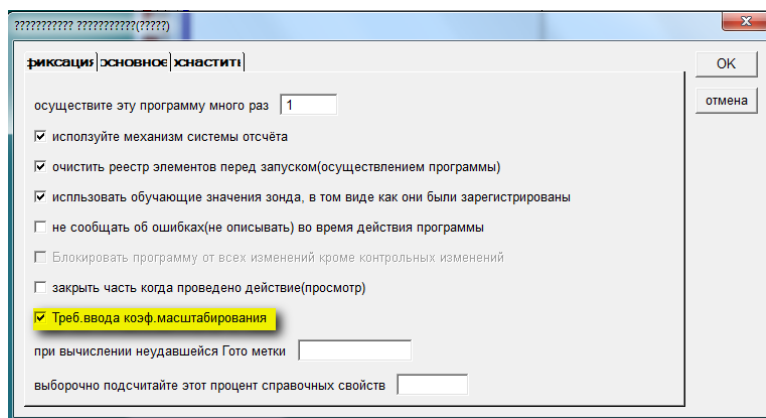 ??????????? ???????????(?????)
фиксация основное хнастить
OK
осуществите эту программу много раз 1
отмена
исползуйте механизм системы отсчёта
очистить реестр элементов перед запуском(осуществлением программы)
испльзовать обучающие значения зонда, в том виде как они были зарегистрированы
не сообщать об ошибках(не описывать) во время действия программы
Блокировать программу от всех изменений кроме контрольных изменений
закрыть часть когда проведено действие(просмотр)
Треб.ввода коэф.масштабирования
при вычислении неудавшейся Гото метки
выборочно подсчитайте этот процент справочных свойств